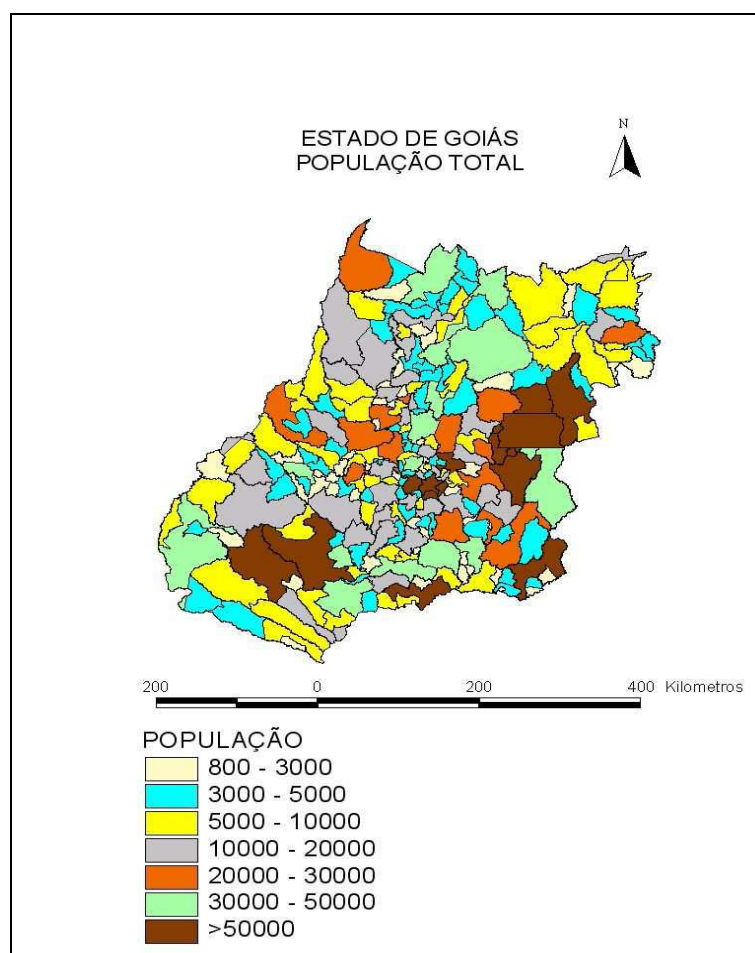 ESTADO DE GOIÁS
POPULAÇÃO TOTAL
N
200 0 200 400 Kilometros
POPULAÇÃO
800 - 3000
3000 - 5000
5000 - 10000
10000 - 20000
20000 - 30000
30000 - 50000
>50000